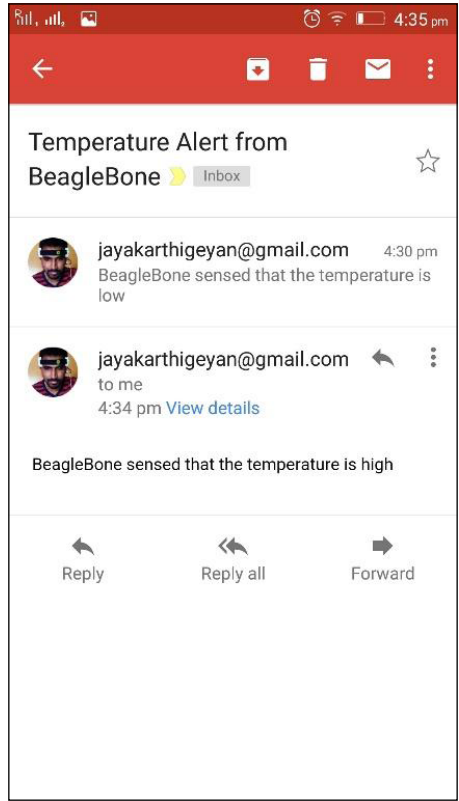 4:35 pm
Temperature Alert from
BeagleBone Inbox
jayakarthigeyan@gmail.com 4:30 pm
BeagleBone sensed that the temperature is
low
jayakarthigeyan@gmail.com
to me
4:34 pm View details
BeagleBone sensed that the temperature is high
Reply Reply all Forward